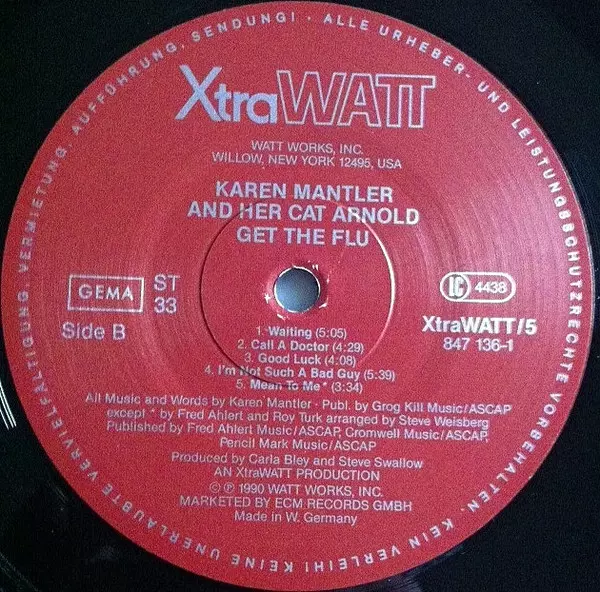 ALLE URHEBER- UND LEISTUNGSSCHUTZRECHTE VORBEHALTEN. · KEIN VERLEIH! KEINE UNERLAUBTE VERVIELFÄLTIGUNG, VERMIETUNG, AUFFÜHRUNG, SENDUNG! ·
XtraWATT
WATT WORKS, INC.
WILLOW, NEW YORK 12495, USA
KAREN MANTLER
AND HER CAT ARNOLD
GET THE FLU
GEMA
ST
33
Side B
LC 4438
XtraWATT/5
847 136-1
1. Waiting (5:05)
2. Call A Doctor (4:29)
3. Good Luck (4:08)
4. I'm Not Such A Bad Guy (5:39)
5. Mean To Me* (3:34)
All Music and Words by Karen Mantler · Publ. by Grog Kill Music/ASCAP
except * by Fred Ahlert and Roy Turk arranged by Steve Weisberg
Published by Fred Ahlert Music/ASCAP, Cromwell Music/ASCAP,
Pencil Mark Music/ASCAP
Produced by Carla Bley and Steve Swallow
AN XtraWATT PRODUCTION
© ℗ 1990 WATT WORKS, INC.
MARKETED BY ECM RECORDS GMBH
Made in W. Germany